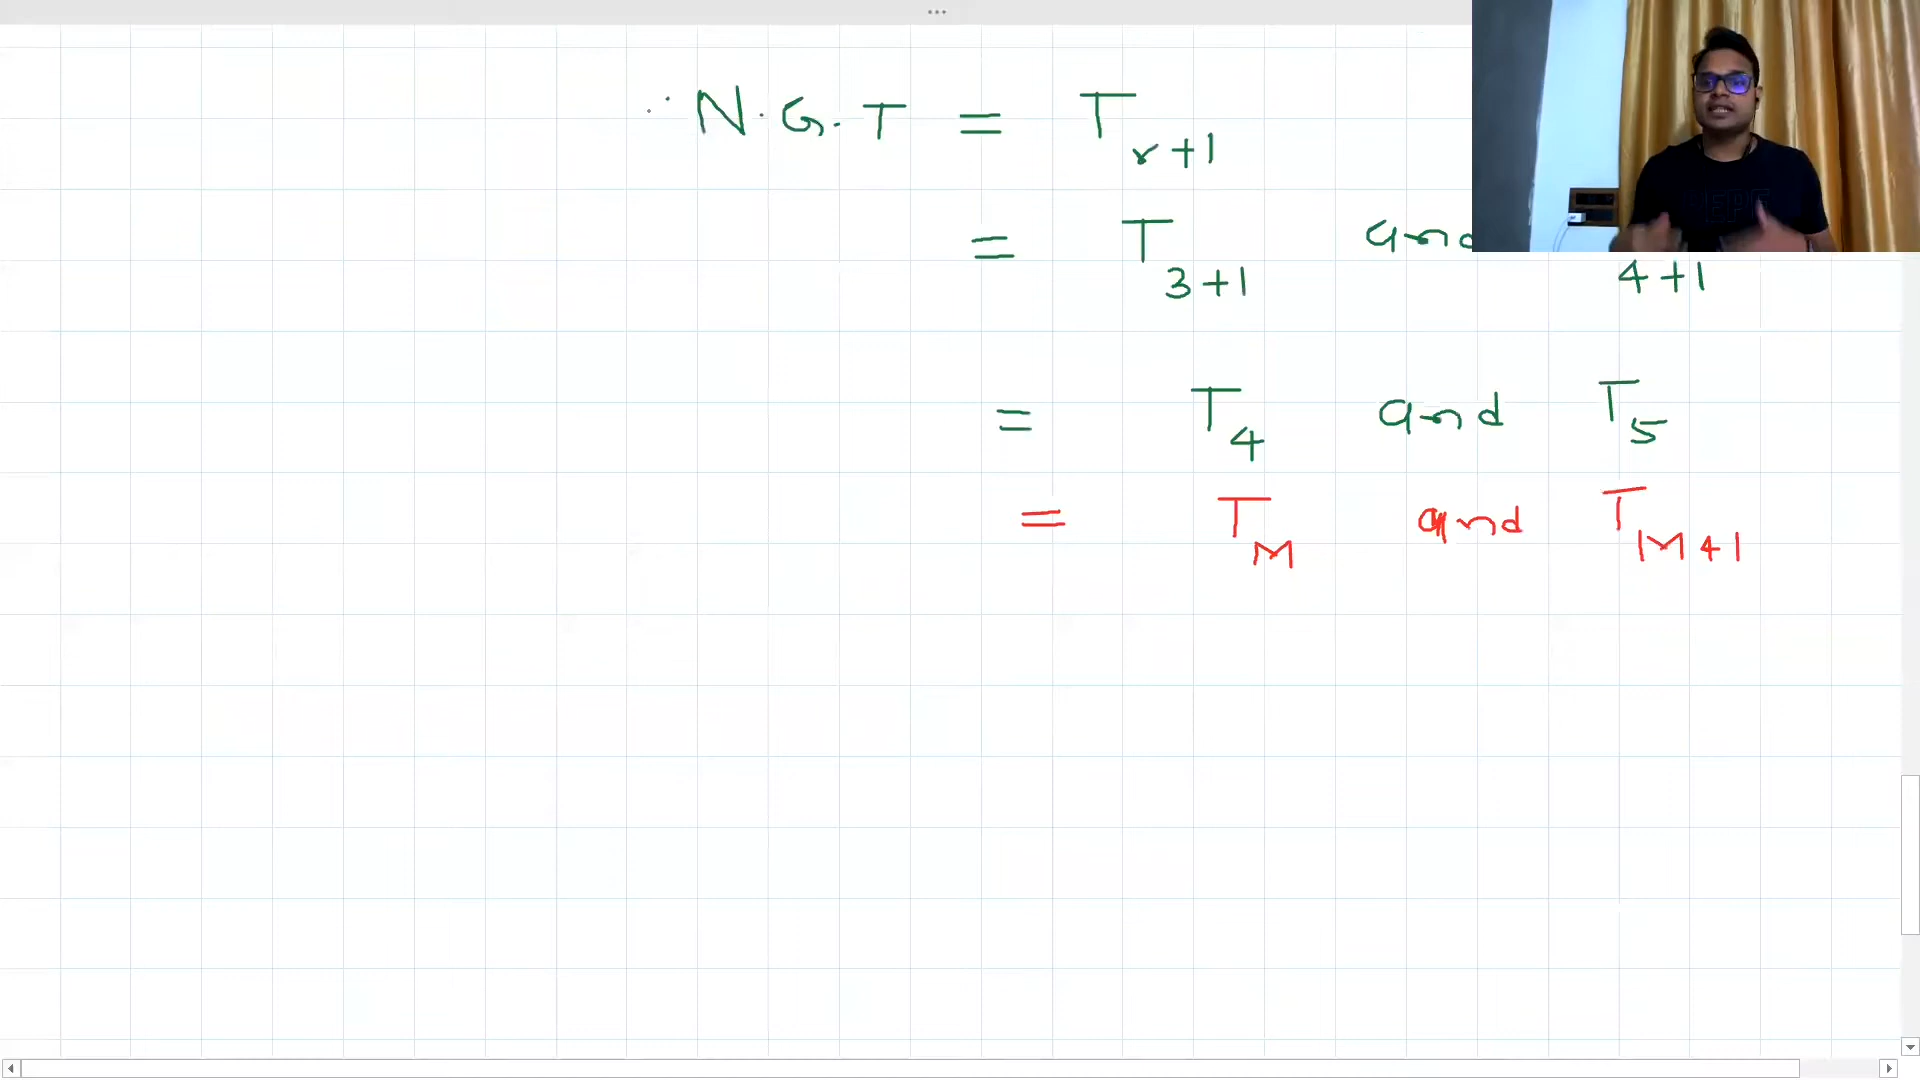 ∴ N.G.T = T_{r+1}
= T_{3+1} and 4+1
= T_4 and T_5
= T_M and T_{M+1}